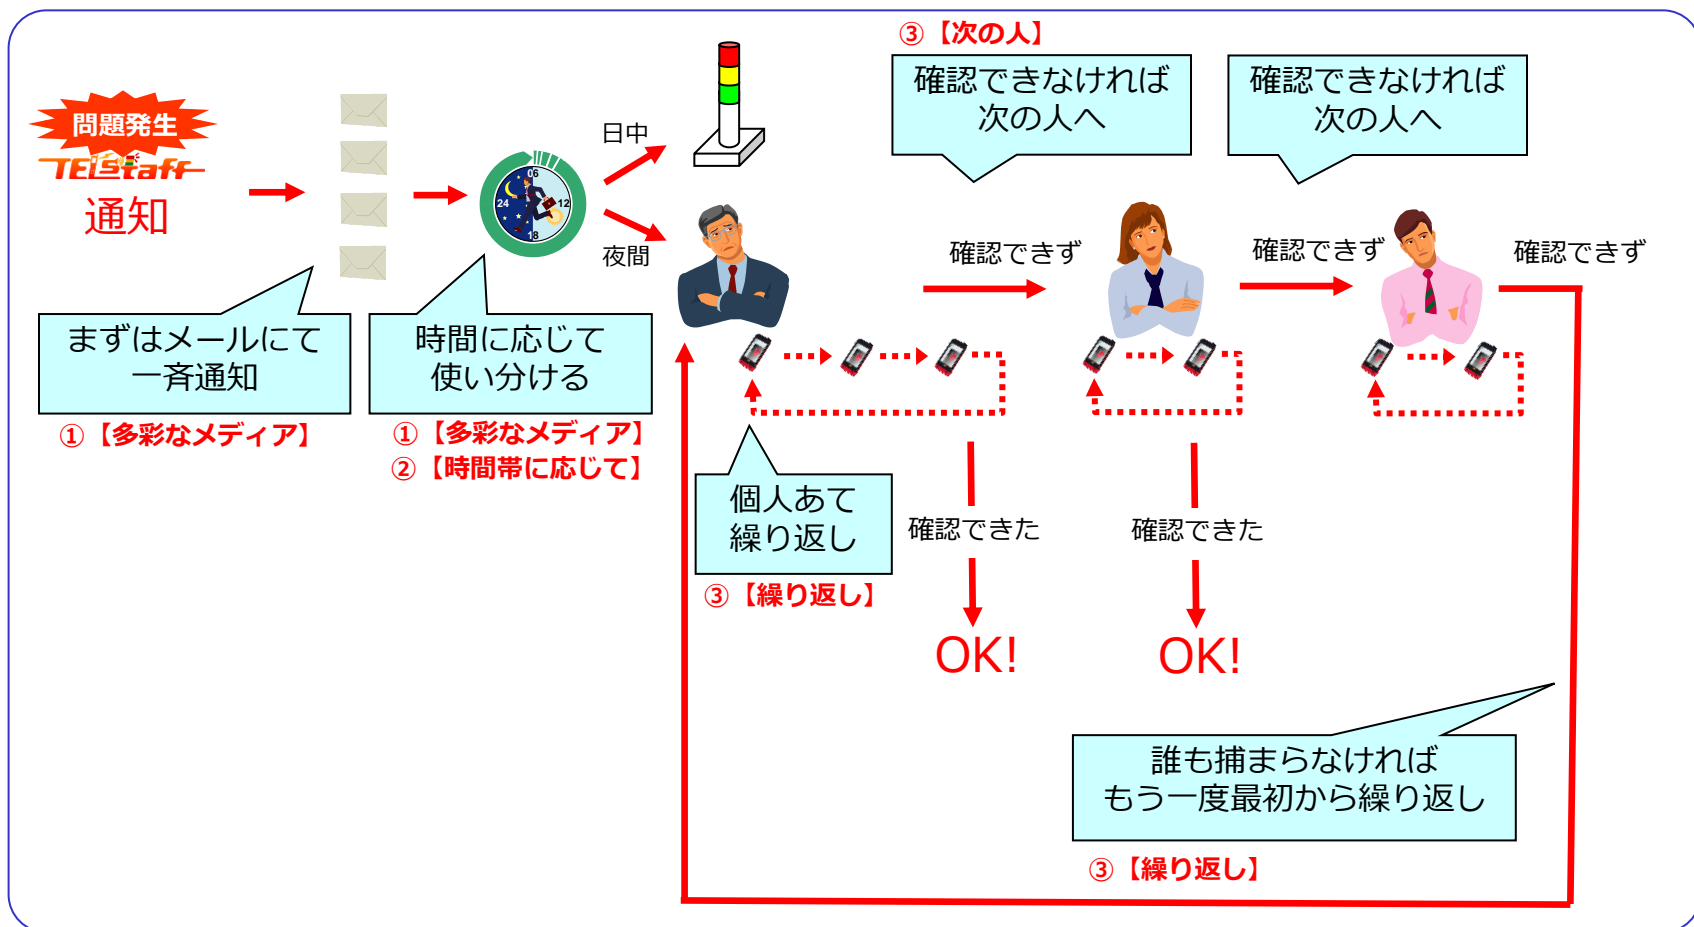 問題発生
TELStaff
通知
まずはメールにて
一斉通知
①【多彩なメディア】
06
24
12
18
時間に応じて
使い分ける
①【多彩なメディア】
②【時間帯に応じて】
日中
夜間
③【次の人】
確認できなければ
次の人へ
確認できなければ
次の人へ
確認できず
確認できず
確認できず
個人あて
繰り返し
③【繰り返し】
確認できた
OK!
確認できた
OK!
誰も捕まらなければ
もう一度最初から繰り返し
③【繰り返し】